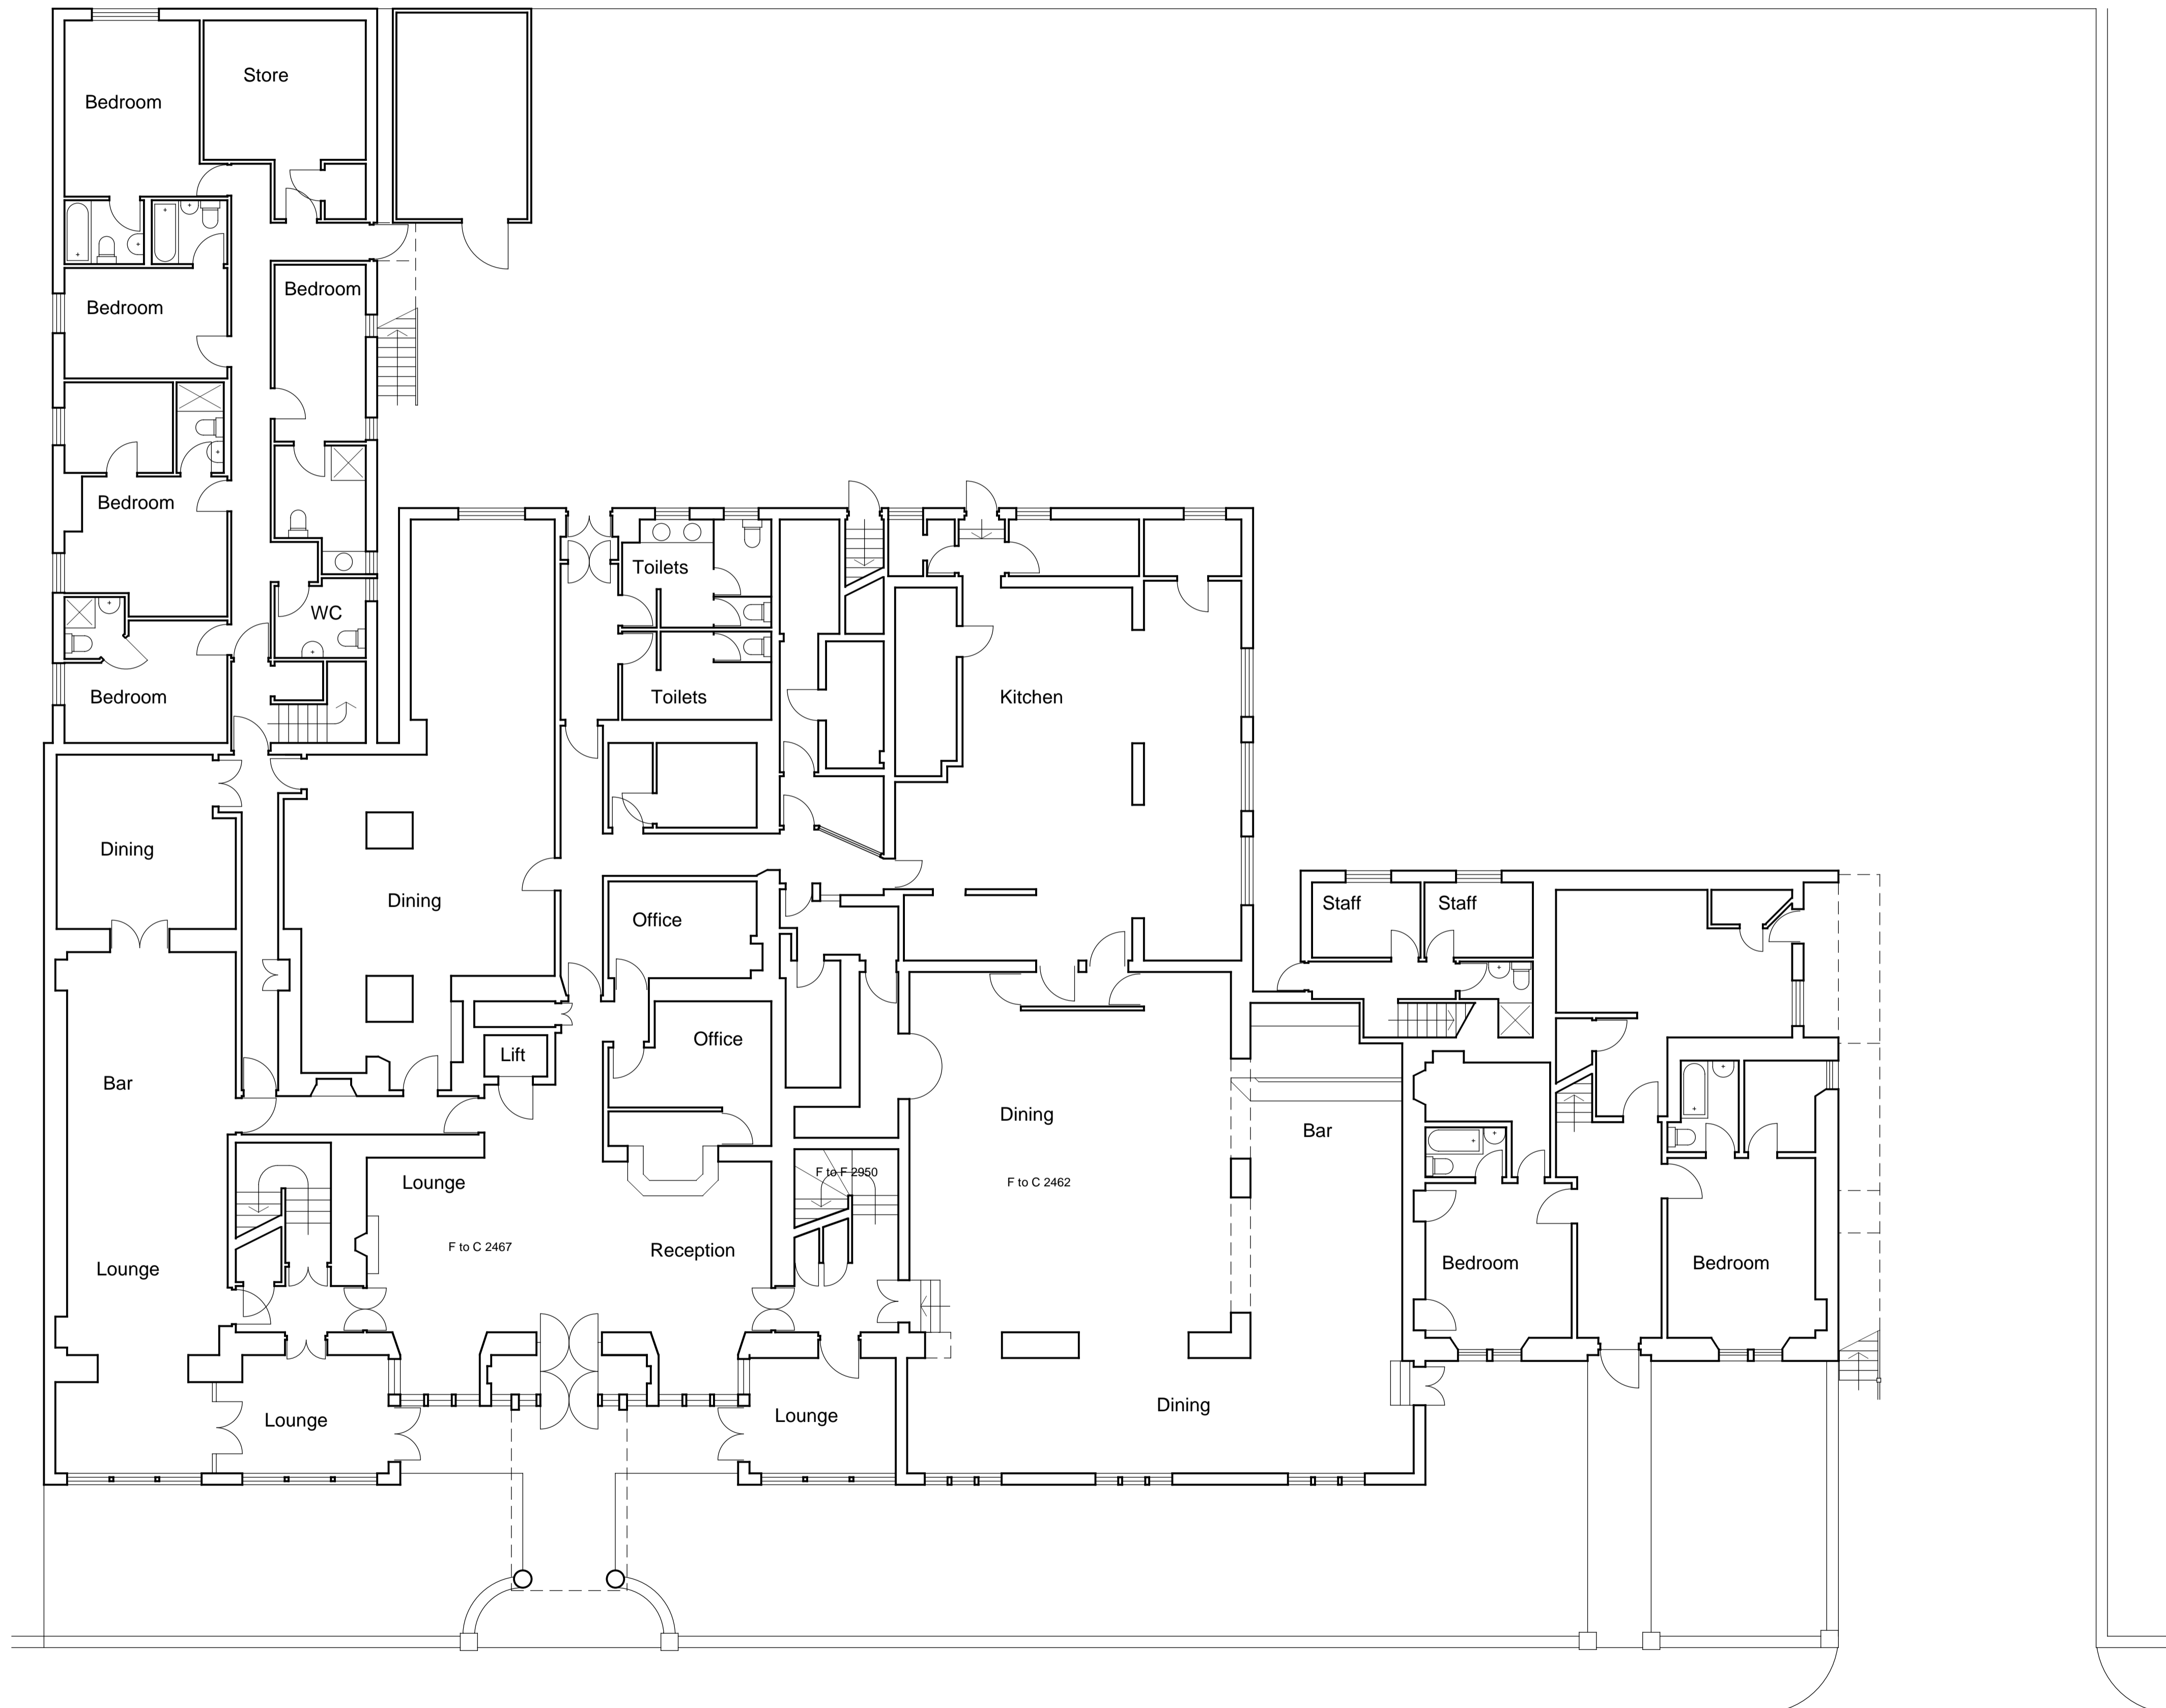 Store
Bedroom
Bedroom
Bedroom
Bedroom
Toilets
WC
Bedroom
Toilets
Kitchen
Dining
Dining
Office
Staff
Staff
Office
Lift
Bar
Dining
Bar
Lounge
F to F 2950
F to C 2462
F to C 2467
Reception
Lounge
Bedroom
Bedroom
Lounge
Lounge
Dining